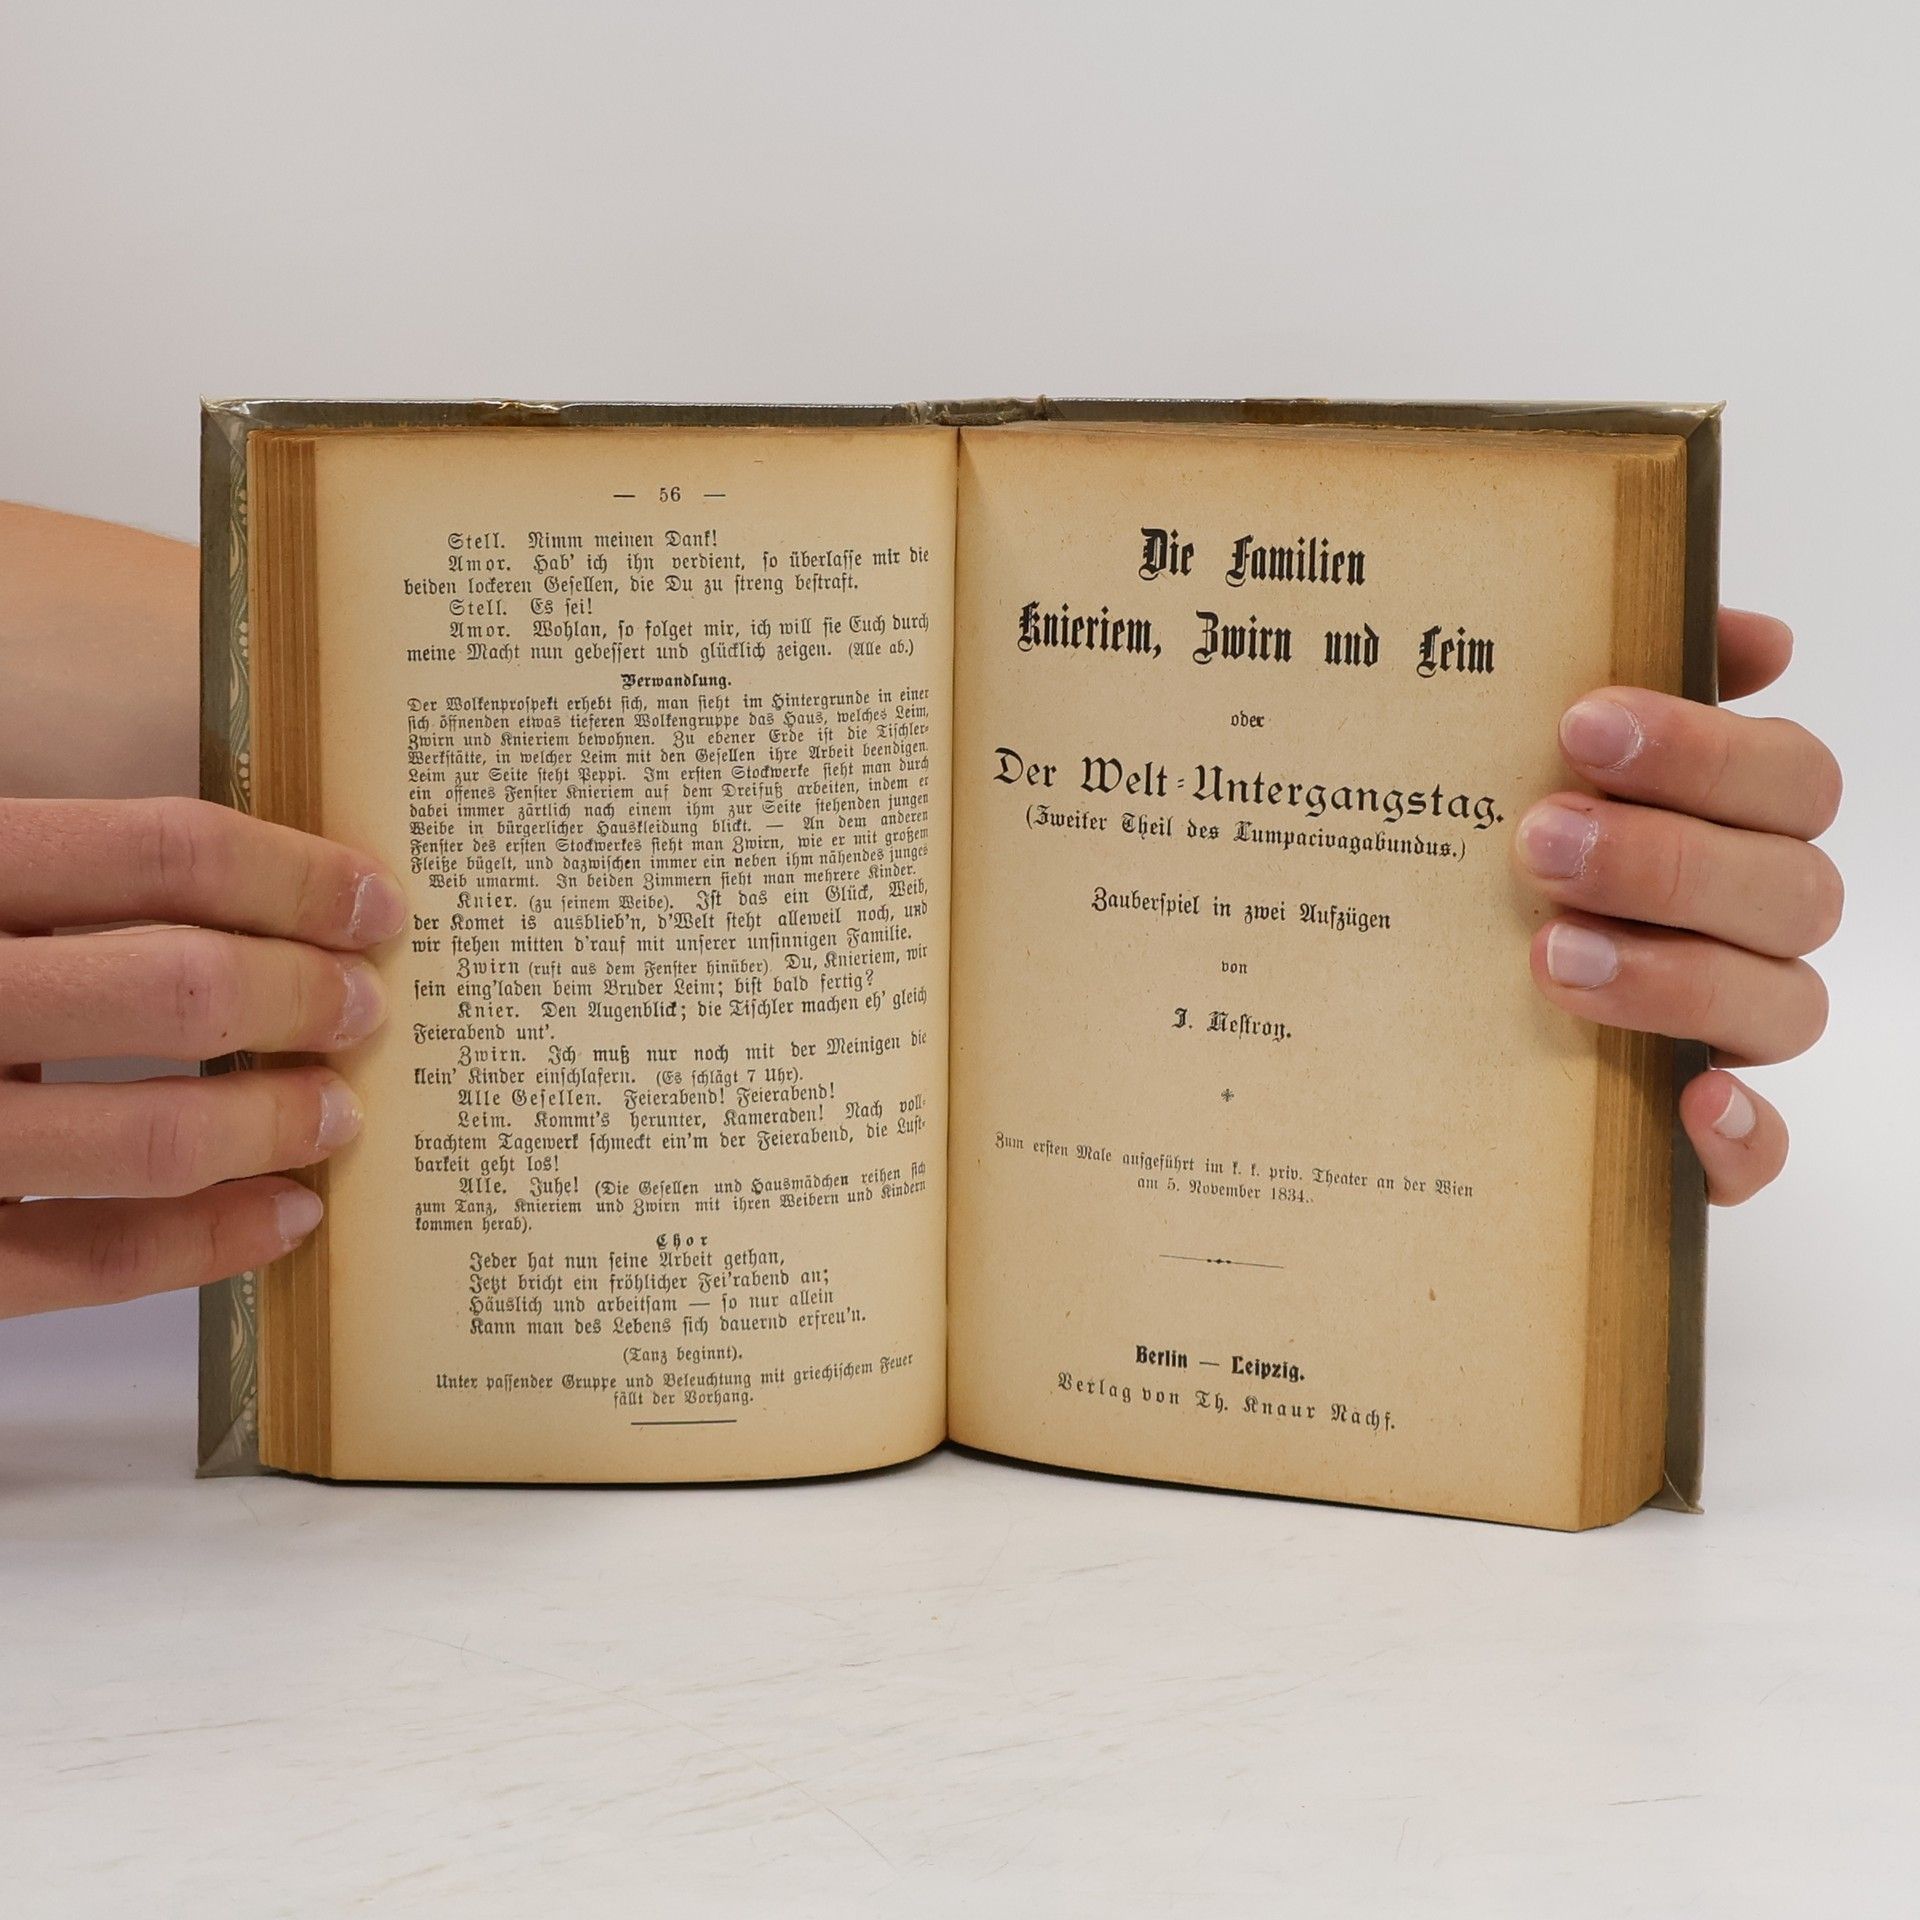 — 56 —
Stell. Nimm meinen Dank!
Amor. Hab' ich ihn verdient, so überlasse mir die
beiden lockeren Gesellen, die Du zu streng bestraft.
Stell. Es sei!
Amor. Wohlan, so folget mir, ich will sie Euch durch
meine Macht nun gebessert und glücklich zeigen. (Alle ab.)
Verwandlung.
Der Wolkenprospekt erhebt sich, man sieht im Hintergrunde in einer
sich öffnenden etwas tieferen Wolkengruppe das Haus, welches Leim,
Zwirn und Knieriem bewohnen. Zu ebener Erde ist die Tischler-
Werkstätte, in welcher Leim mit den Gesellen ihre Arbeit beendigen.
Leim zur Seite steht Peppi. Im ersten Stockwerke sieht man durch
ein offenes Fenster Knieriem auf dem Dreifuß arbeiten, indem er
dabei immer zärtlich nach einem ihm zur Seite stehenden jungen
Weibe in bürgerlicher Hauskleidung blickt. — An dem anderen
Fenster des ersten Stockwerkes sieht man Zwirn, wie er mit großem
Fleiße bügelt, und dazwischen immer ein neben ihm nähendes junges
Weib umarmt. In beiden Zimmern sieht man mehrere Kinder.
Knier. (zu seinem Weibe). Ist das ein Glück, Weib,
der Komet is ausblieb'n, d'Welt steht alleweil noch, und
wir stehen mitten d'rauf mit unserer unsinnigen Familie.
Zwirn (ruft aus dem Fenster hinüber). Du, Knieriem, wir
sein eing'laden beim Bruder Leim; bist bald fertig?
Knier. Den Augenblick; die Tischler machen eh' gleich
Feierabend unt'.
Zwirn. Ich muß nur noch mit der Meinigen die
klein' Kinder einschlafern. (Es schlägt 7 Uhr).
Alle Gesellen. Feierabend! Feierabend!
Leim. Kommt's herunter, Kameraden! Nach voll-
brachtem Tagewerk schmeckt ein'm der Feierabend, die Lust-
barkeit geht los!
Alle. Juhe! (Die Gesellen und Hausmädchen reihen sich
zum Tanz, Knieriem und Zwirn mit ihren Weibern und Kindern
kommen herab).
Chor
Jeder hat nun seine Arbeit gethan,
Jetzt bricht ein fröhlicher Fei'rabend an;
Häuslich und arbeitsam — so nur allein
Kann man des Lebens sich dauernd erfreu'n.
(Tanz beginnt).
Unter passender Gruppe und Beleuchtung mit griechischem Feuer
fällt der Vorhang.
Die Familien
Knieriem, Zwirn und Leim
oder
Der Welt-Untergangstag.
(Zweiter Theil des Lumpacivagabundus.)
Zauberspiel in zwei Aufzügen
von
J. Nestroy.
Zum ersten Male aufgeführt im k. k. priv. Theater an der Wien
am 5. November 1834.
Berlin — Leipzig.
Verlag von Th. Knaur Nachf.